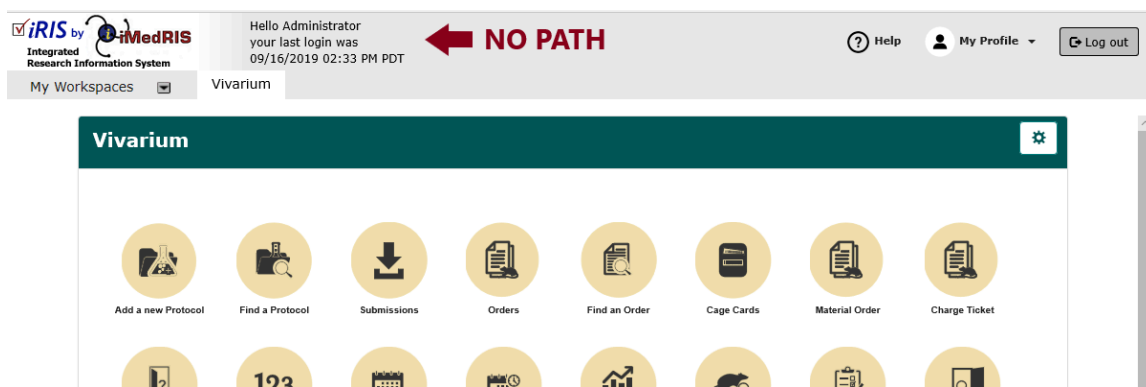 iRIS by iMedRIS
Integrated
Research Information System
Hello Administrator
your last login was
09/16/2019 02:33 PM PDT
NO PATH
? Help
My Profile
Log out
My Workspaces
Vivarium
Vivarium
Add a new Protocol
Find a Protocol
Submissions
Orders
Find an Order
Cage Cards
Material Order
Charge Ticket
?
123